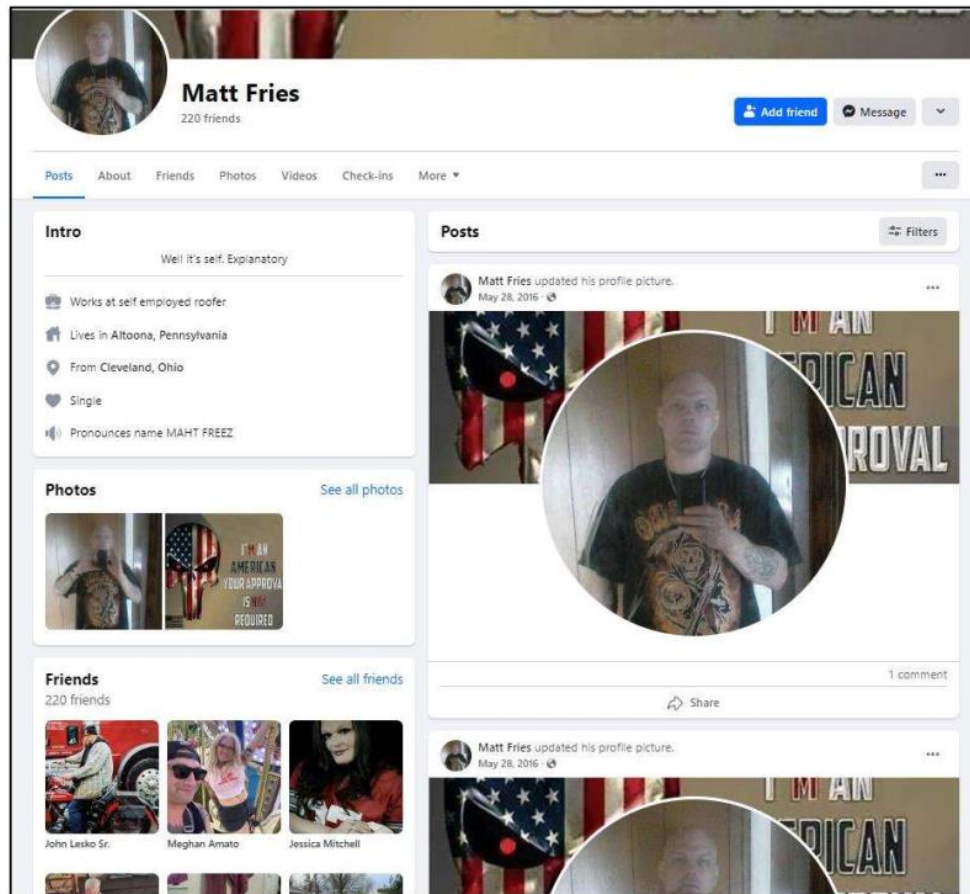 Matt Fries
220 friends
Add friend
Message
Posts
About
Friends
Photos
Videos
Check-ins
More
Intro
Well it's self. Explanatory
Works at self employed roofer
Lives in Altoona, Pennsylvania
From Cleveland, Ohio
Single
Pronounces name MAHT FREEZ
Photos
See all photos
I'M AN
AMERICAN
YOUR APPROVA
IS NOT
REQUIRED
Friends
See all friends
220 friends
John Lesko Sr.
Meghan Amato
Jessica Mitchell
Posts
Filters
Matt Fries updated his profile picture.
May 28, 2016
I'M AN
RICAN
ROVAL
1 comment
Share
Matt Fries updated his profile picture.
May 28, 2016
I'M AN
RICAN